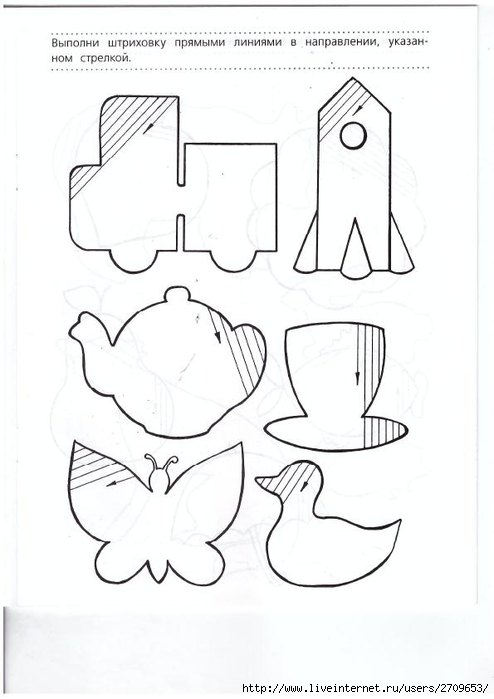 Выполни штриховку прямыми линиями в направлении, указан-
ном стрелкой.
http://www.liveinternet.ru/users/2709653/